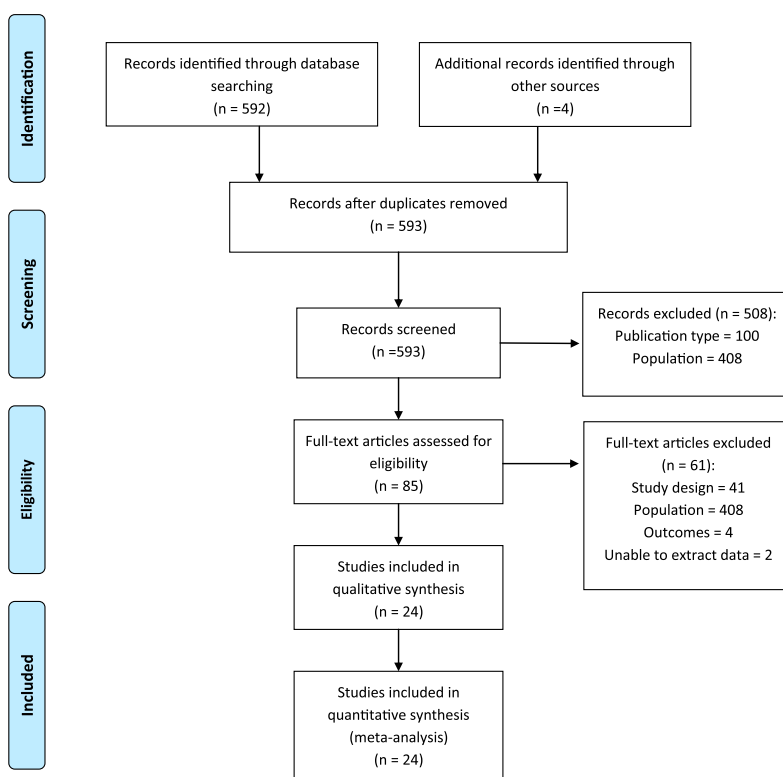 Identification
Records identified through database
searching
(n = 592)
Additional records identified through
other sources
(n =4)
Records after duplicates removed
(n = 593)
Screening
Records screened
(n =593)
Records excluded (n = 508):
Publication type = 100
Population = 408
Eligibility
Full-text articles assessed for
eligibility
(n = 85)
Full-text articles excluded
(n = 61):
Study design = 41
Population = 408
Outcomes = 4
Unable to extract data = 2
Studies included in
qualitative synthesis
(n = 24)
Included
Studies included in
quantitative synthesis
(meta-analysis)
(n = 24)